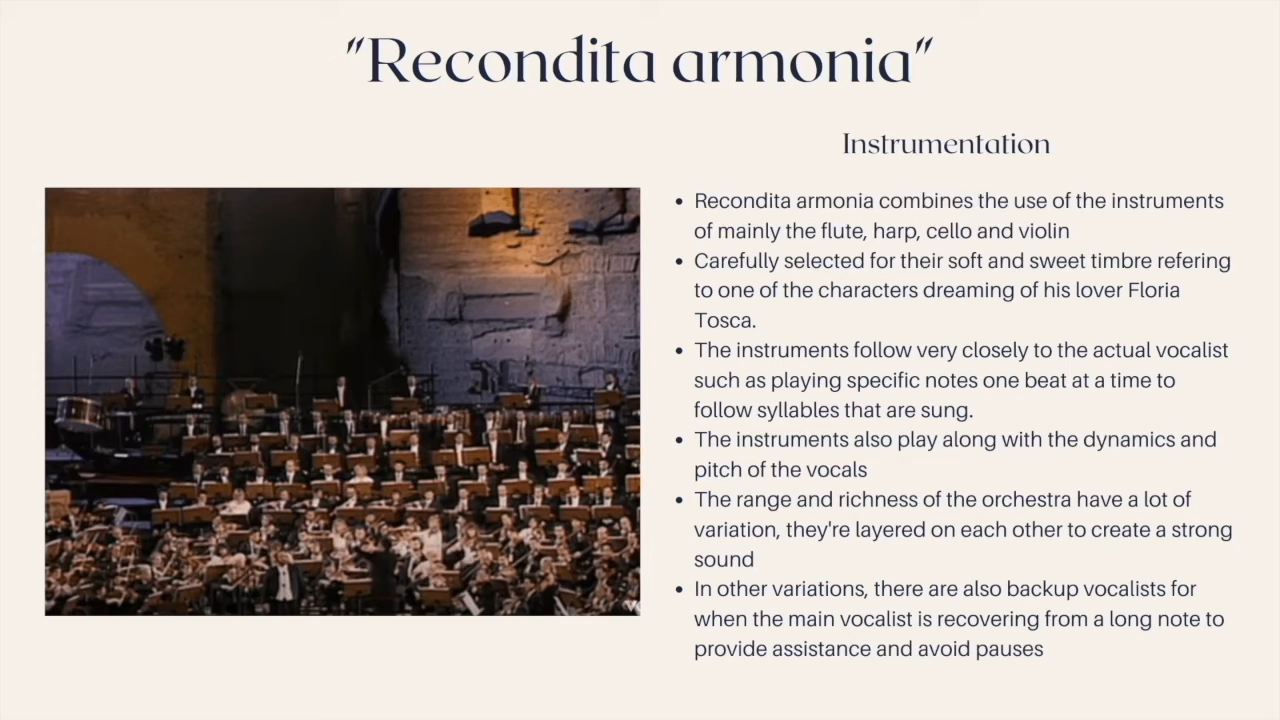 "Recondita armonia"
Instrumentation
• Recondita armonia combines the use of the instruments
of mainly the flute, harp, cello and violin
• Carefully selected for their soft and sweet timbre refering
to one of the characters dreaming of his lover Floria
Tosca.
• The instruments follow very closely to the actual vocalist
such as playing specific notes one beat at a time to
follow syllables that are sung.
• The instruments also play along with the dynamics and
pitch of the vocals
• The range and richness of the orchestra have a lot of
variation, they're layered on each other to create a strong
sound
• In other variations, there are also backup vocalists for
when the main vocalist is recovering from a long note to
provide assistance and avoid pauses